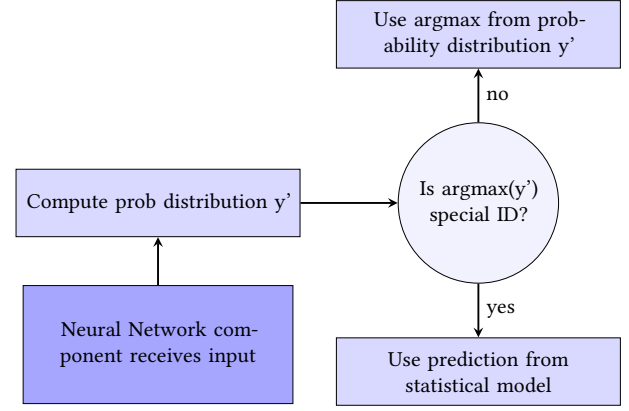 Use argmax from prob-
ability distribution y’
no
Compute prob distribution y’
Is argmax(y’)
special ID?
Neural Network com-
ponent receives input
yes
Use prediction from
statistical model